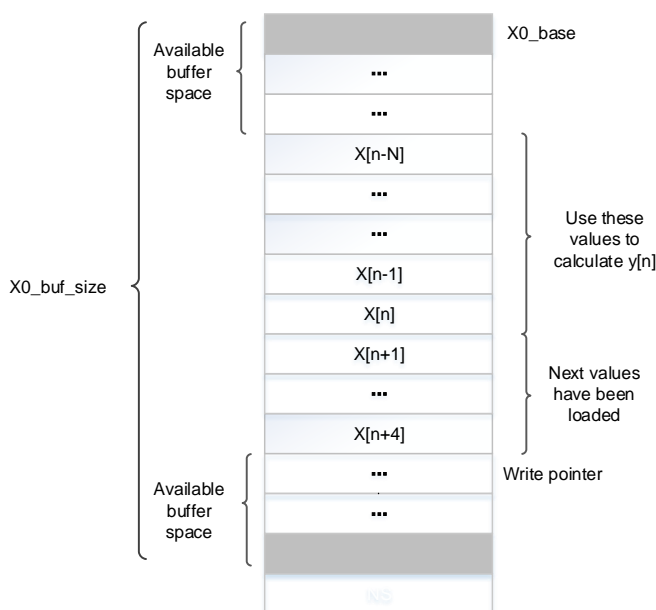 X0_base
Available
buffer
space
...
...
X[n-N]
...
...
X[n-1]
X[n]
Use these
values to
calculate y[n]
X0_buf_size
X[n+1]
...
X[n+4]
Next values
have been
loaded
...
Write pointer
...
Available
buffer
space
NS